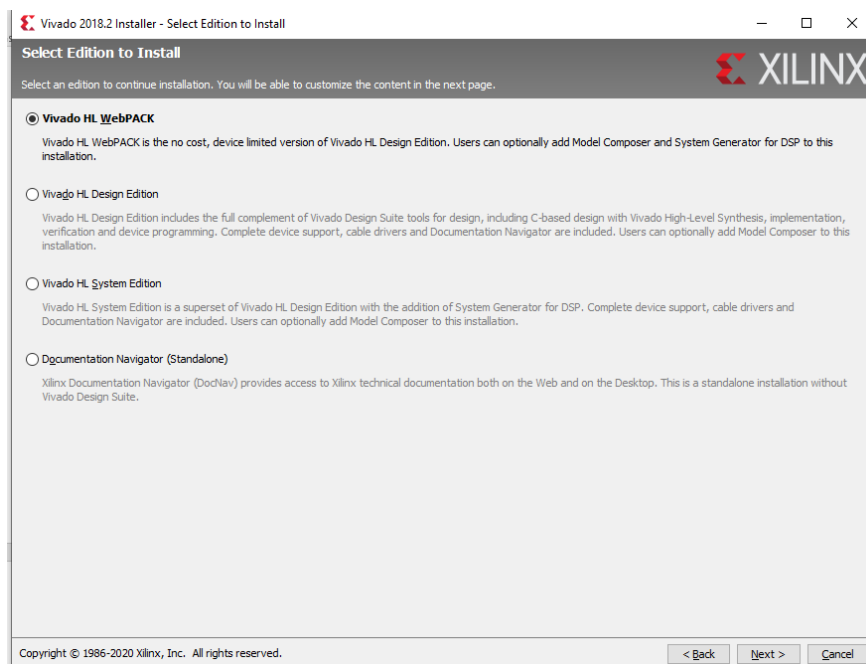 Vivado 2018.2 Installer - Select Edition to Install
Select Edition to Install
XILINX
Select an edition to continue installation. You will be able to customize the content in the next page.
Vivado HL WebPACK
Vivado HL WebPACK is the no cost, device limited version of Vivado HL Design Edition. Users can optionally add Model Composer and System Generator for DSP to this
installation.
Vivado HL Design Edition
Vivado HL Design Edition includes the full complement of Vivado Design Suite tools for design, including C-based design with Vivado High-Level Synthesis, implementation,
verification and device programming. Complete device support, cable drivers and Documentation Navigator are included. Users can optionally add Model Composer to this
installation.
Vivado HL System Edition
Vivado HL System Edition is a superset of Vivado HL Design Edition with the addition of System Generator for DSP. Complete device support, cable drivers and
Documentation Navigator are included. Users can optionally add Model Composer to this installation.
Documentation Navigator (Standalone)
Xilinx Documentation Navigator (DocNav) provides access to Xilinx technical documentation both on the Web and on the Desktop. This is a standalone installation without
Vivado Design Suite.
Copyright © 1986-2020 Xilinx, Inc. All rights reserved.
< Back Next > Cancel